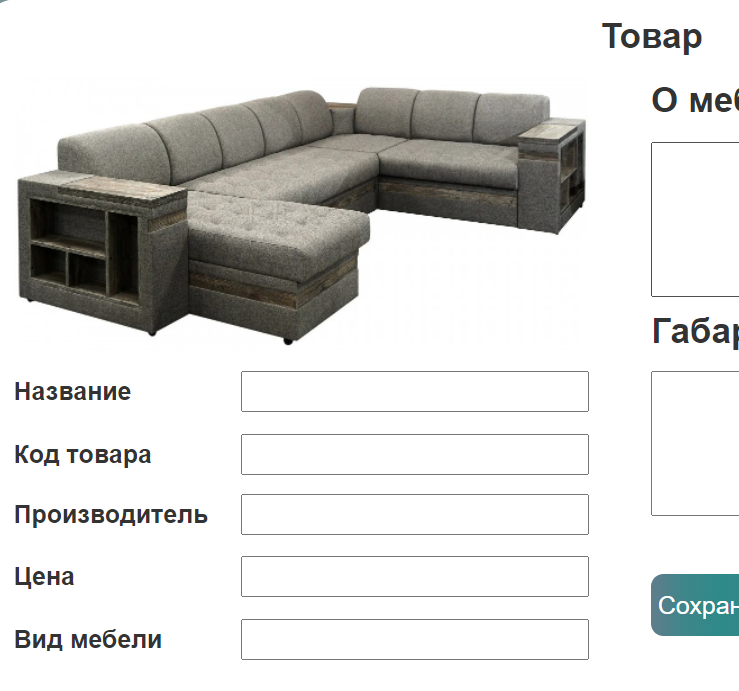 Товар
О
Название
Код товара
Производитель
Цена
Вид мебели